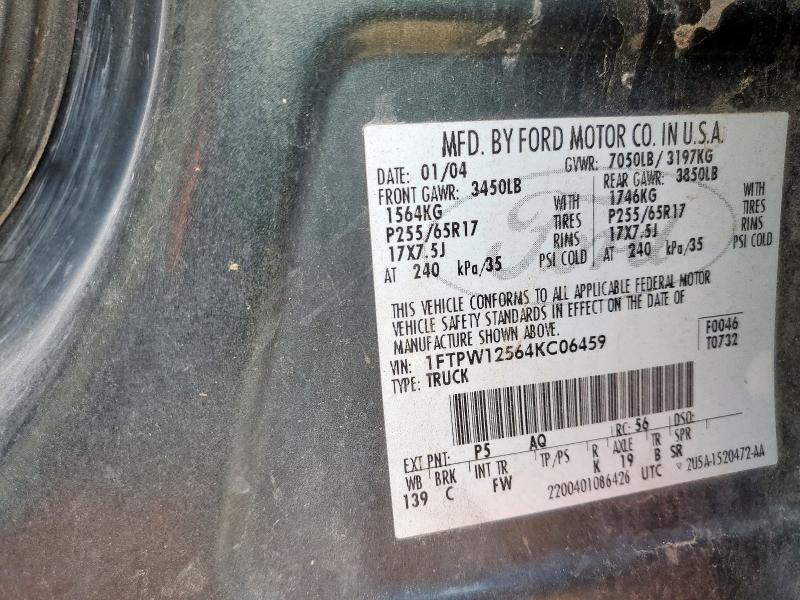 MFD. BY FORD MOTOR CO. IN U.S.A.
DATE: 01/04 GVWR: 7050LB/3197KG
FRONT GAWR: 3450LB REAR GAWR: 3850LB
1564KG WITH 1746KG WITH
P255/65R17 TIRES P255/65R17 TIRES
17X7.5J RIMS 17X7.5J RIMS
AT 240 kPa/35 PSI COLD AT 240 kPa/35 PSI COLD
Ford
THIS VEHICLE CONFORMS TO ALL APPLICABLE FEDERAL MOTOR
VEHICLE SAFETY STANDARDS IN EFFECT ON THE DATE OF
MANUFACTURE SHOWN ABOVE.
F0046
VIN: 1FTPW12564KC06459 T0732
TYPE: TRUCK
EXT PNT: P5 AQ RC: 56 DSO:
WB BRK INT TR TP/PS R AXLE TR SPR
139 C FW K 19 B SR
2200401086426 UTC 2U5A-1520472-AA